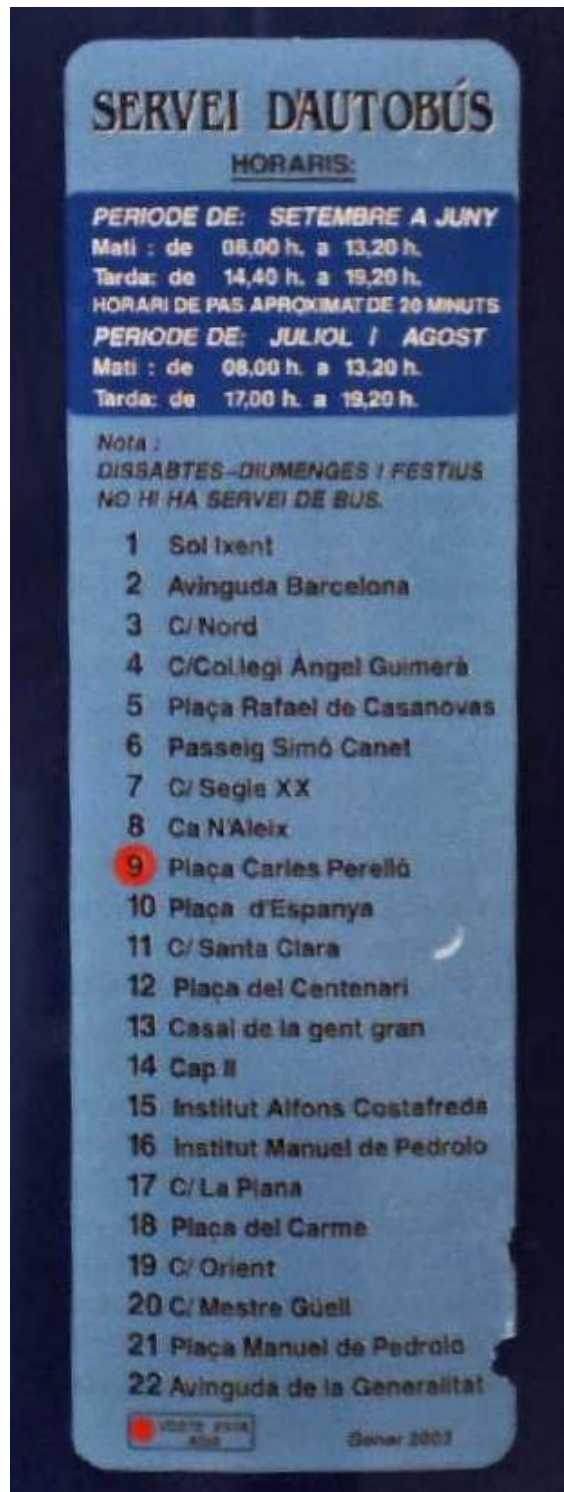 SERVEI D'AUTOBÚS
HORARIS:
PERIODE DE: SETEMBRE A JUNY
Mati : de 08,00 h. a 13,20 h.
Tarda: de 14,40 h. a 19,20 h.
HORARI DE PAS APROXIMAT DE 20 MINUTS
PERIODE DE: JULIOL I AGOST
Mati : de 08,00 h. a 13,20 h.
Tarda: de 17,00 h. a 19,20 h.
Nota :
DISSABTES-DIUMENGES I FESTIUS
NO HI HA SERVEI DE BUS.
1 Sol Ixent
2 Avinguda Barcelona
3 C/ Nord
4 C/Col.legi Àngel Guimerà
5 Plaça Rafael de Casanovas
6 Passeig Simó Canet
7 C/ Segle XX
8 Ca N'Aleix
9 Plaça Carles Perelló
10 Plaça d'Espanya
11 C/ Santa Clara
12 Plaça del Centenari
13 Casal de la gent gran
14 Cap II
15 Institut Alfons Costafreda
16 Institut Manuel de Pedrolo
17 C/ La Plana
18 Plaça del Carme
19 C/ Orient
20 C/ Mestre Güell
21 Plaça Manuel de Pedrolo
22 Avinguda de la Generalitat
Gener 2003